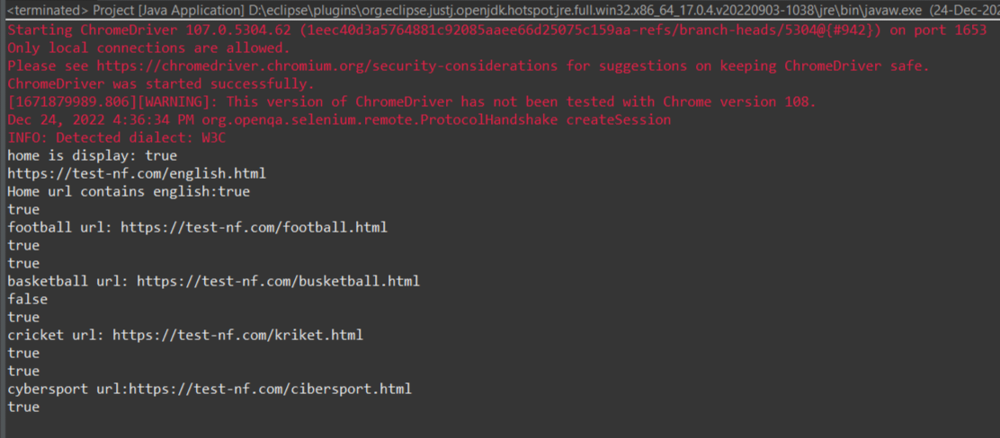 <terminated> Project [Java Application] D:\eclipse\plugins\org.eclipse.justj.openjdk.hotspot.jre.full.win32.x86_64_17.0.4.v20220903-1038\jre\bin\javaw.exe (24-Dec-202
Starting ChromeDriver 107.0.5304.62 (1eec40d3a5764881c92085aaee66d25075c159aa-refs/branch-heads/5304@{#942}) on port 1653
Only local connections are allowed.
Please see https://chromedriver.chromium.org/security-considerations for suggestions on keeping ChromeDriver safe.
ChromeDriver was started successfully.
[1671879989.806][WARNING]: This version of ChromeDriver has not been tested with Chrome version 108.
Dec 24, 2022 4:36:34 PM org.openqa.selenium.remote.ProtocolHandshake createSession
INFO: Detected dialect: W3C
home is display: true
https://test-nf.com/english.html
Home url contains english:true
true
football url: https://test-nf.com/football.html
true
true
basketball url: https://test-nf.com/busketball.html
false
true
cricket url: https://test-nf.com/kriket.html
true
true
cybersport url:https://test-nf.com/cibersport.html
true